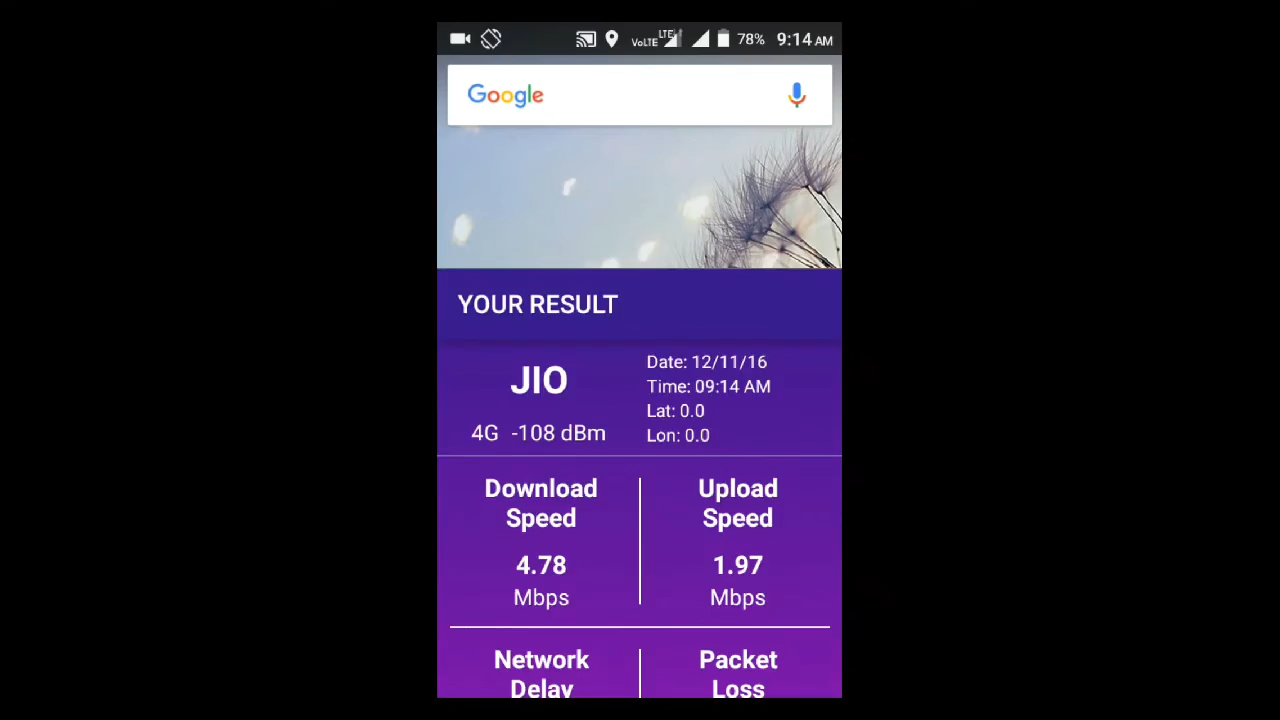 VoLTE LTE 78% 9:14 AM
Google
YOUR RESULT
JIO
4G -108 dBm
Date: 12/11/16
Time: 09:14 AM
Lat: 0.0
Lon: 0.0
Download
Speed
4.78
Mbps
Upload
Speed
1.97
Mbps
Network
Delay
Packet
Loss